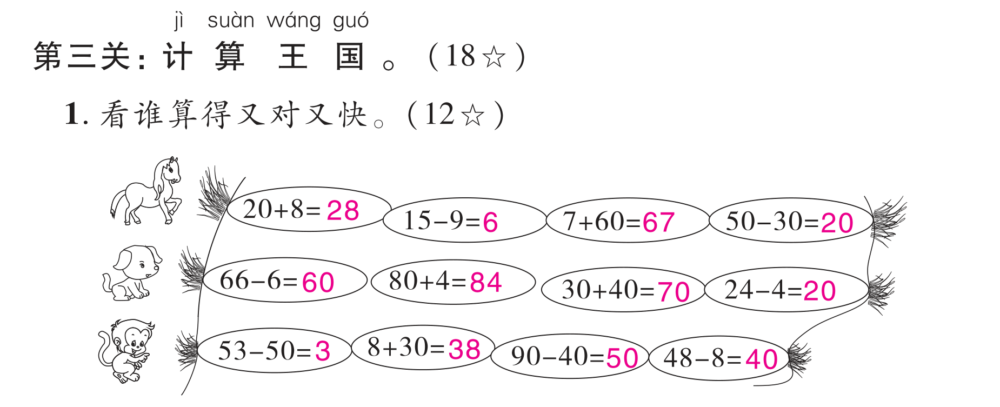 jì suàn wáng guó
第三关：计算王国。（18☆）
1. 看谁算得又对又快。（12☆）
20+8=28 15−9=6 7+60=67 50−30=20
66−6=60 80+4=84 30+40=70 24−4=20
53−50=3 8+30=38 90−40=50 48−8=40